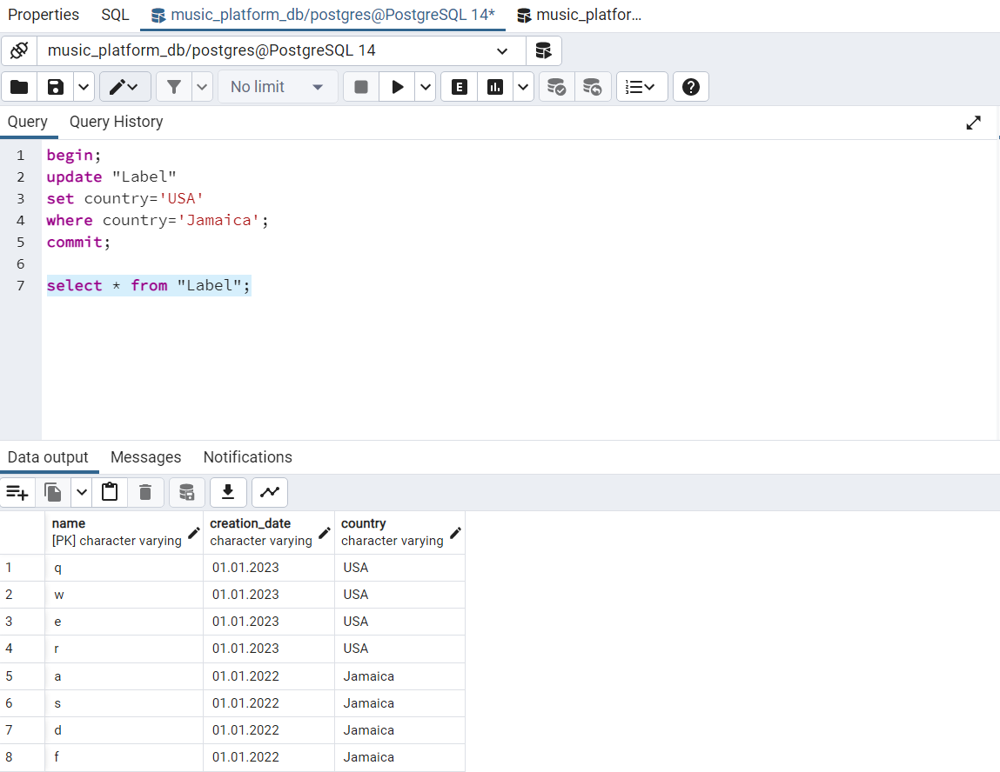 Properties SQL music_platform_db/postgres@PostgreSQL 14* music_platfor...
music_platform_db/postgres@PostgreSQL 14
No limit E ?
Query Query History
1 begin;
2 update "Label"
3 set country='USA'
4 where country='Jamaica';
5 commit;
6
7 select * from "Label";
Data output Messages Notifications
name creation_date country
[PK] character varying character varying character varying
1 q 01.01.2023 USA
2 w 01.01.2023 USA
3 e 01.01.2023 USA
4 r 01.01.2023 USA
5 a 01.01.2022 Jamaica
6 s 01.01.2022 Jamaica
7 d 01.01.2022 Jamaica
8 f 01.01.2022 Jamaica